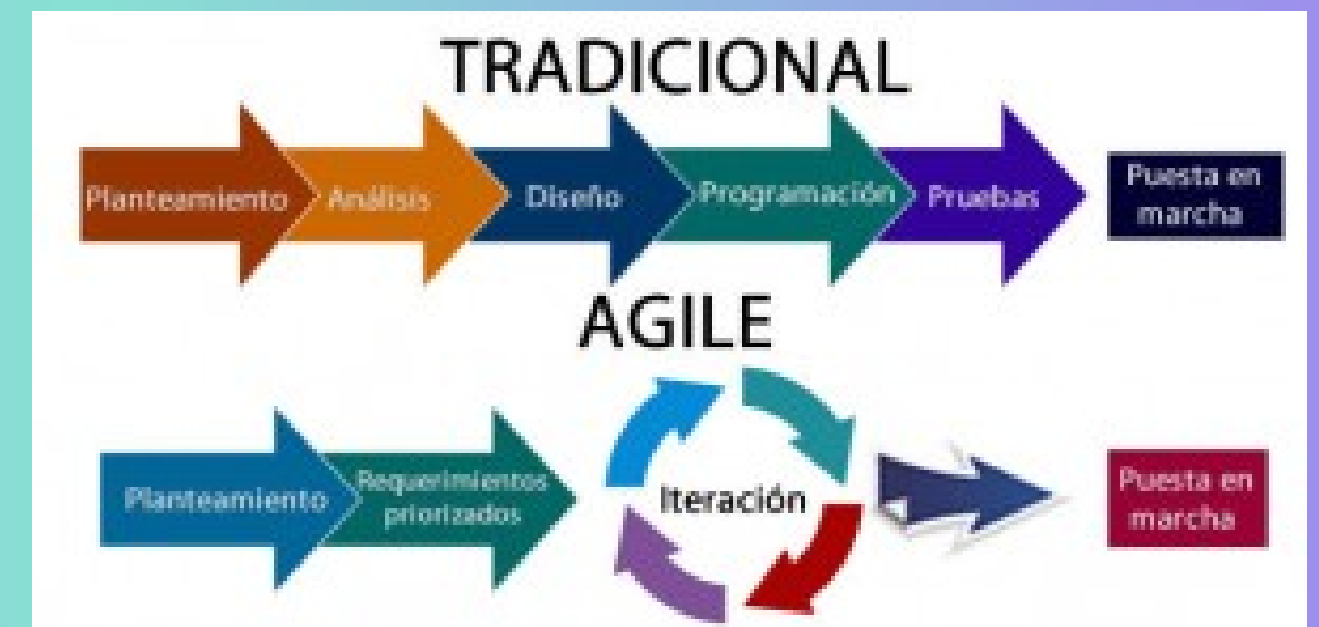 TRADICIONAL
Planteamiento
Análisis
Diseño
Programación
Pruebas
Puesta en
marcha
AGILE
Planteamiento
Requerimientos
priorizados
Iteración
Puesta en
marcha